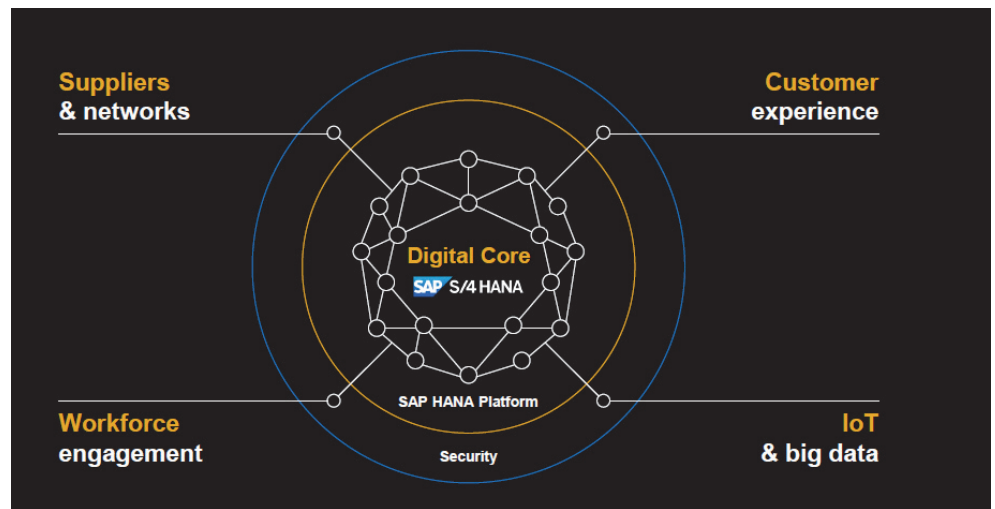 Suppliers
& networks
Customer
experience
Digital Core
SAP S/4HANA
SAP HANA Platform
Workforce
engagement
Security
IoT
& big data